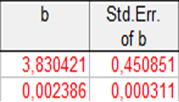 b Std.Err.
of b
3,830421 0,450851
0,002386 0,000311